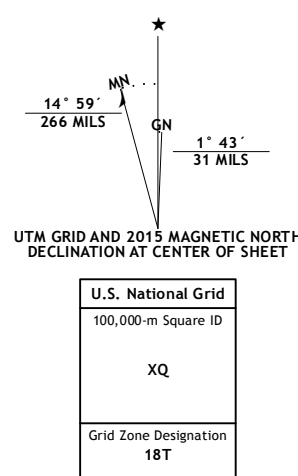 ★
MN
14° 59´
266 MILS
GN
1° 43´
31 MILS
UTM GRID AND 2015 MAGNETIC NORTH
DECLINATION AT CENTER OF SHEET
U.S. National Grid
100,000-m Square ID
XQ
Grid Zone Designation
18T